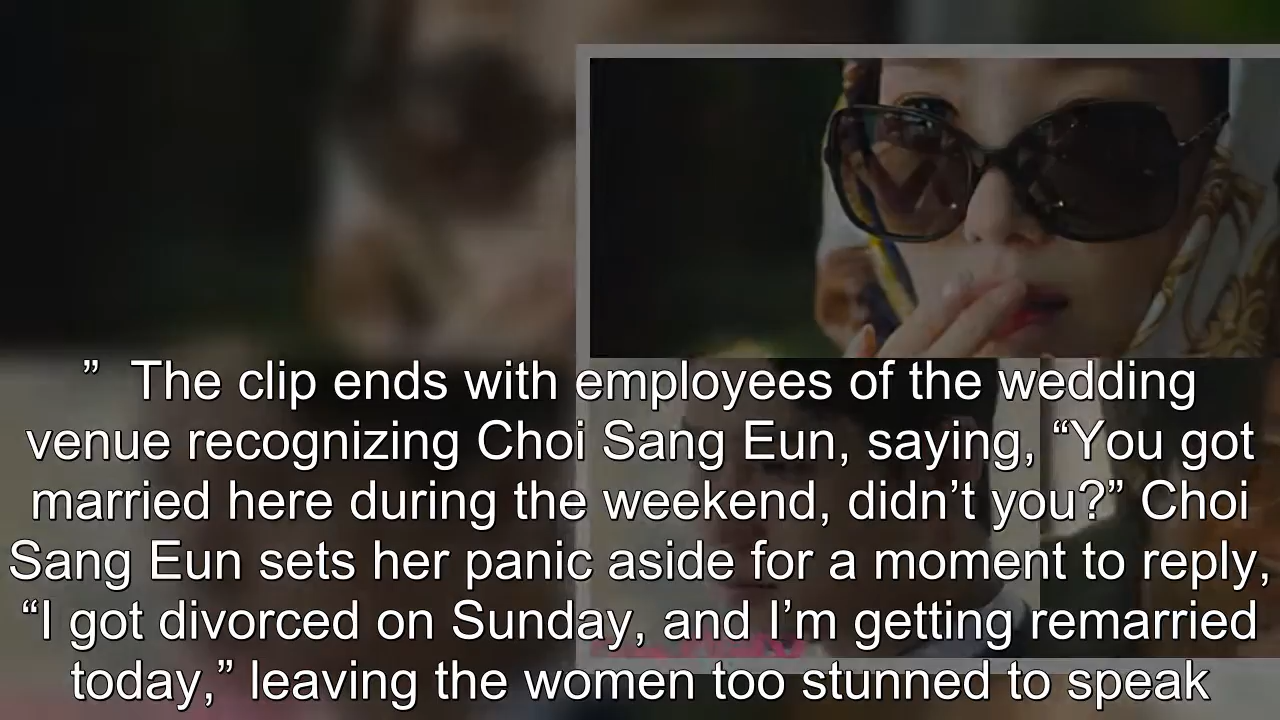 ”  The clip ends with employees of the wedding
venue recognizing Choi Sang Eun, saying, “You got
married here during the weekend, didn’t you?” Choi
Sang Eun sets her panic aside for a moment to reply,
“I got divorced on Sunday, and I’m getting remarried
today,” leaving the women too stunned to speak